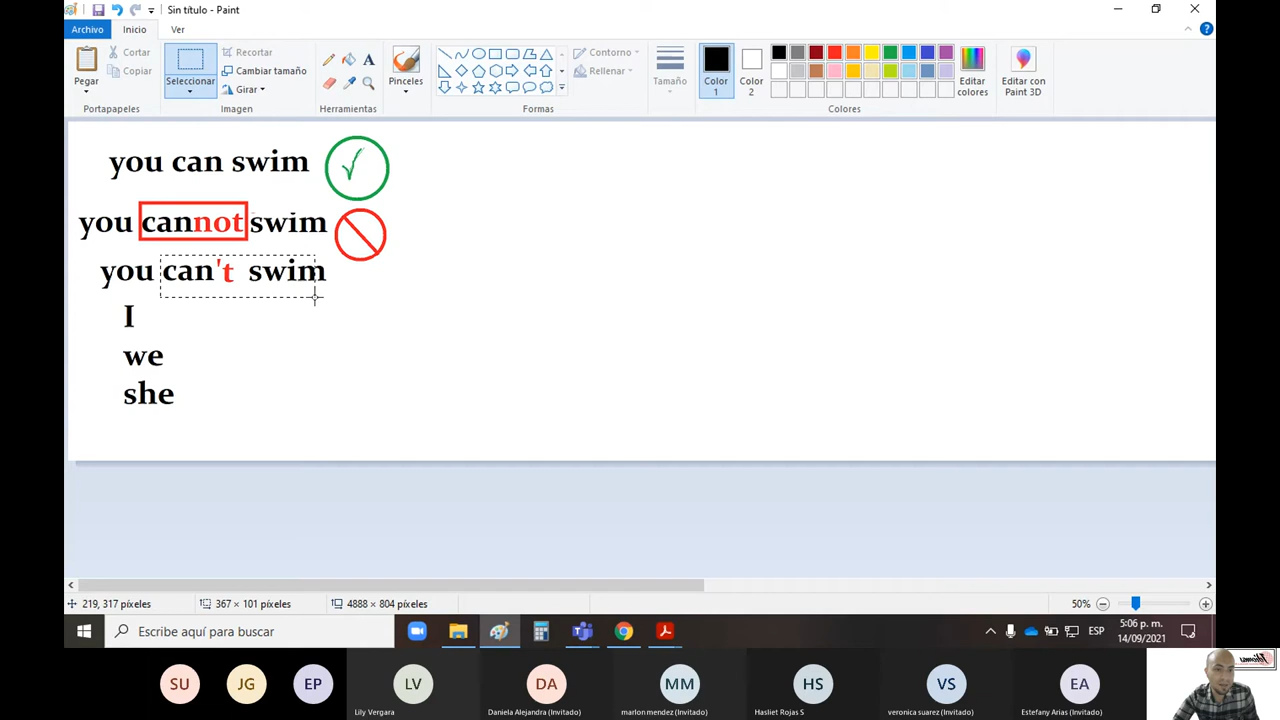 Sin título - Paint
Archivo Inicio Ver
Pegar
Cortar
Copiar
Portapapeles
Seleccionar
Recortar
Cambiar tamaño
Girar
Imagen
A
Herramientas
Pinceles
Contorno
Rellenar
Formas
Tamaño
Color 1
Color 2
Editar colores
Editar con Paint 3D
Colores
you can swim
you cannot swim
you can't swim
I
we
she
219, 317 píxeles 367 × 101 píxeles 4888 × 804 píxeles 50%
Escribe aquí para buscar
ESP
5:06 p. m.
14/09/2021
SU JG EP LV DA MM HS VS EA
Lily Vergara Daniela Alejandra (Invitado) marlon mendez (Invitado) Hasliet Rojas S veronica suarez (Invitado) Estefany Arias (Invitado)